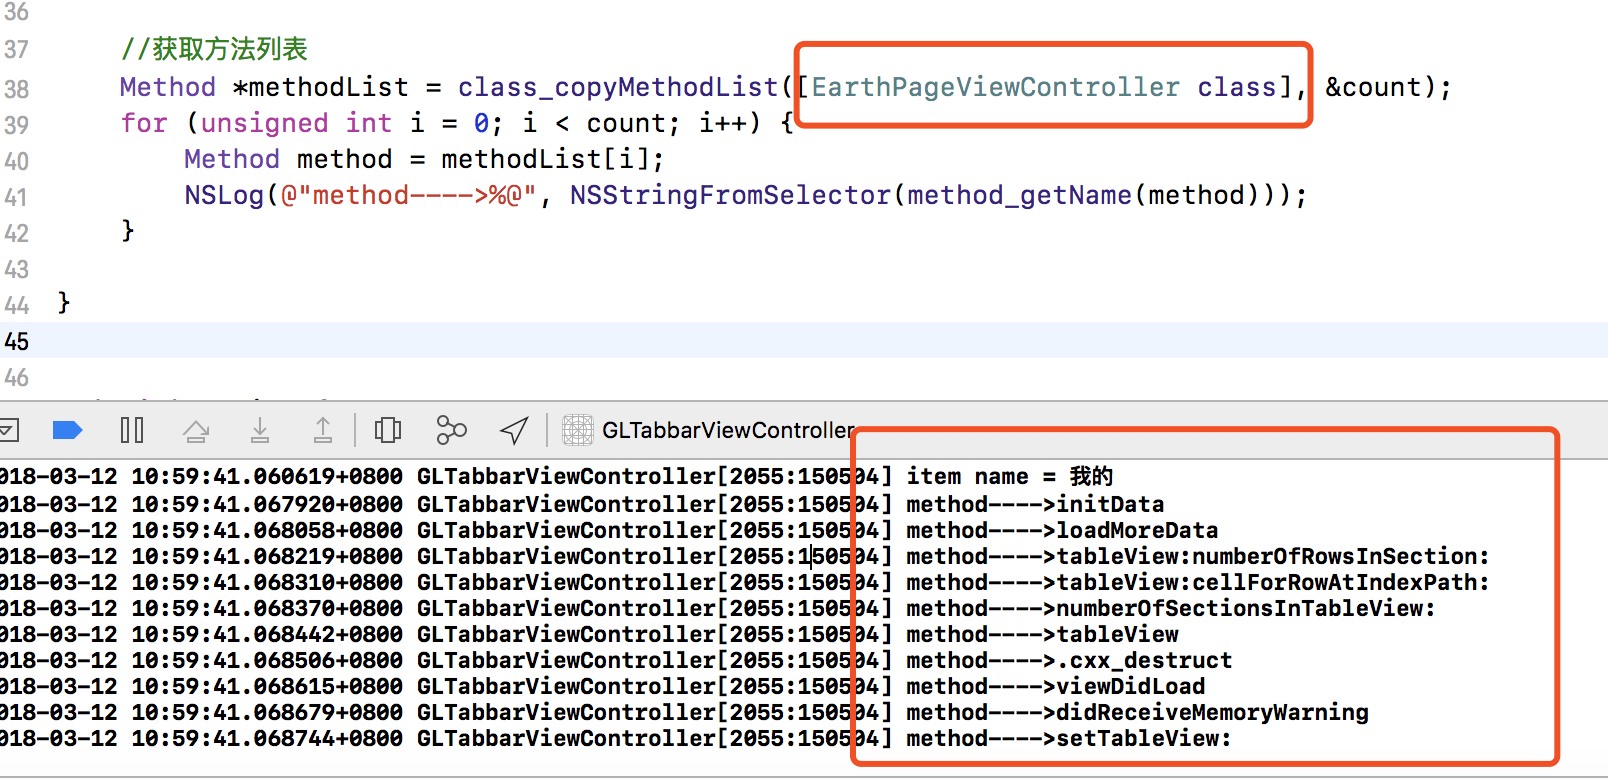 36
37 //获取方法列表
38 Method *methodList = class_copyMethodList([EarthPageViewController class], &count);
39 for (unsigned int i = 0; i < count; i++) {
40 Method method = methodList[i];
41 NSLog(@"method---->%@", NSStringFromSelector(method_getName(method)));
42 }
43
44 }
45
46
GLTabbarViewController
018-03-12 10:59:41.060619+0800 GLTabbarViewController[2055:150504] item name = 我的
018-03-12 10:59:41.067920+0800 GLTabbarViewController[2055:150504] method---->initData
018-03-12 10:59:41.068058+0800 GLTabbarViewController[2055:150504] method---->loadMoreData
018-03-12 10:59:41.068219+0800 GLTabbarViewController[2055:150504] method---->tableView:numberOfRowsInSection:
018-03-12 10:59:41.068310+0800 GLTabbarViewController[2055:150504] method---->tableView:cellForRowAtIndexPath:
018-03-12 10:59:41.068370+0800 GLTabbarViewController[2055:150504] method---->numberOfSectionsInTableView:
018-03-12 10:59:41.068442+0800 GLTabbarViewController[2055:150504] method---->tableView
018-03-12 10:59:41.068506+0800 GLTabbarViewController[2055:150504] method---->.cxx_destruct
018-03-12 10:59:41.068615+0800 GLTabbarViewController[2055:150504] method---->viewDidLoad
018-03-12 10:59:41.068679+0800 GLTabbarViewController[2055:150504] method---->didReceiveMemoryWarning
018-03-12 10:59:41.068744+0800 GLTabbarViewController[2055:150504] method---->setTableView: